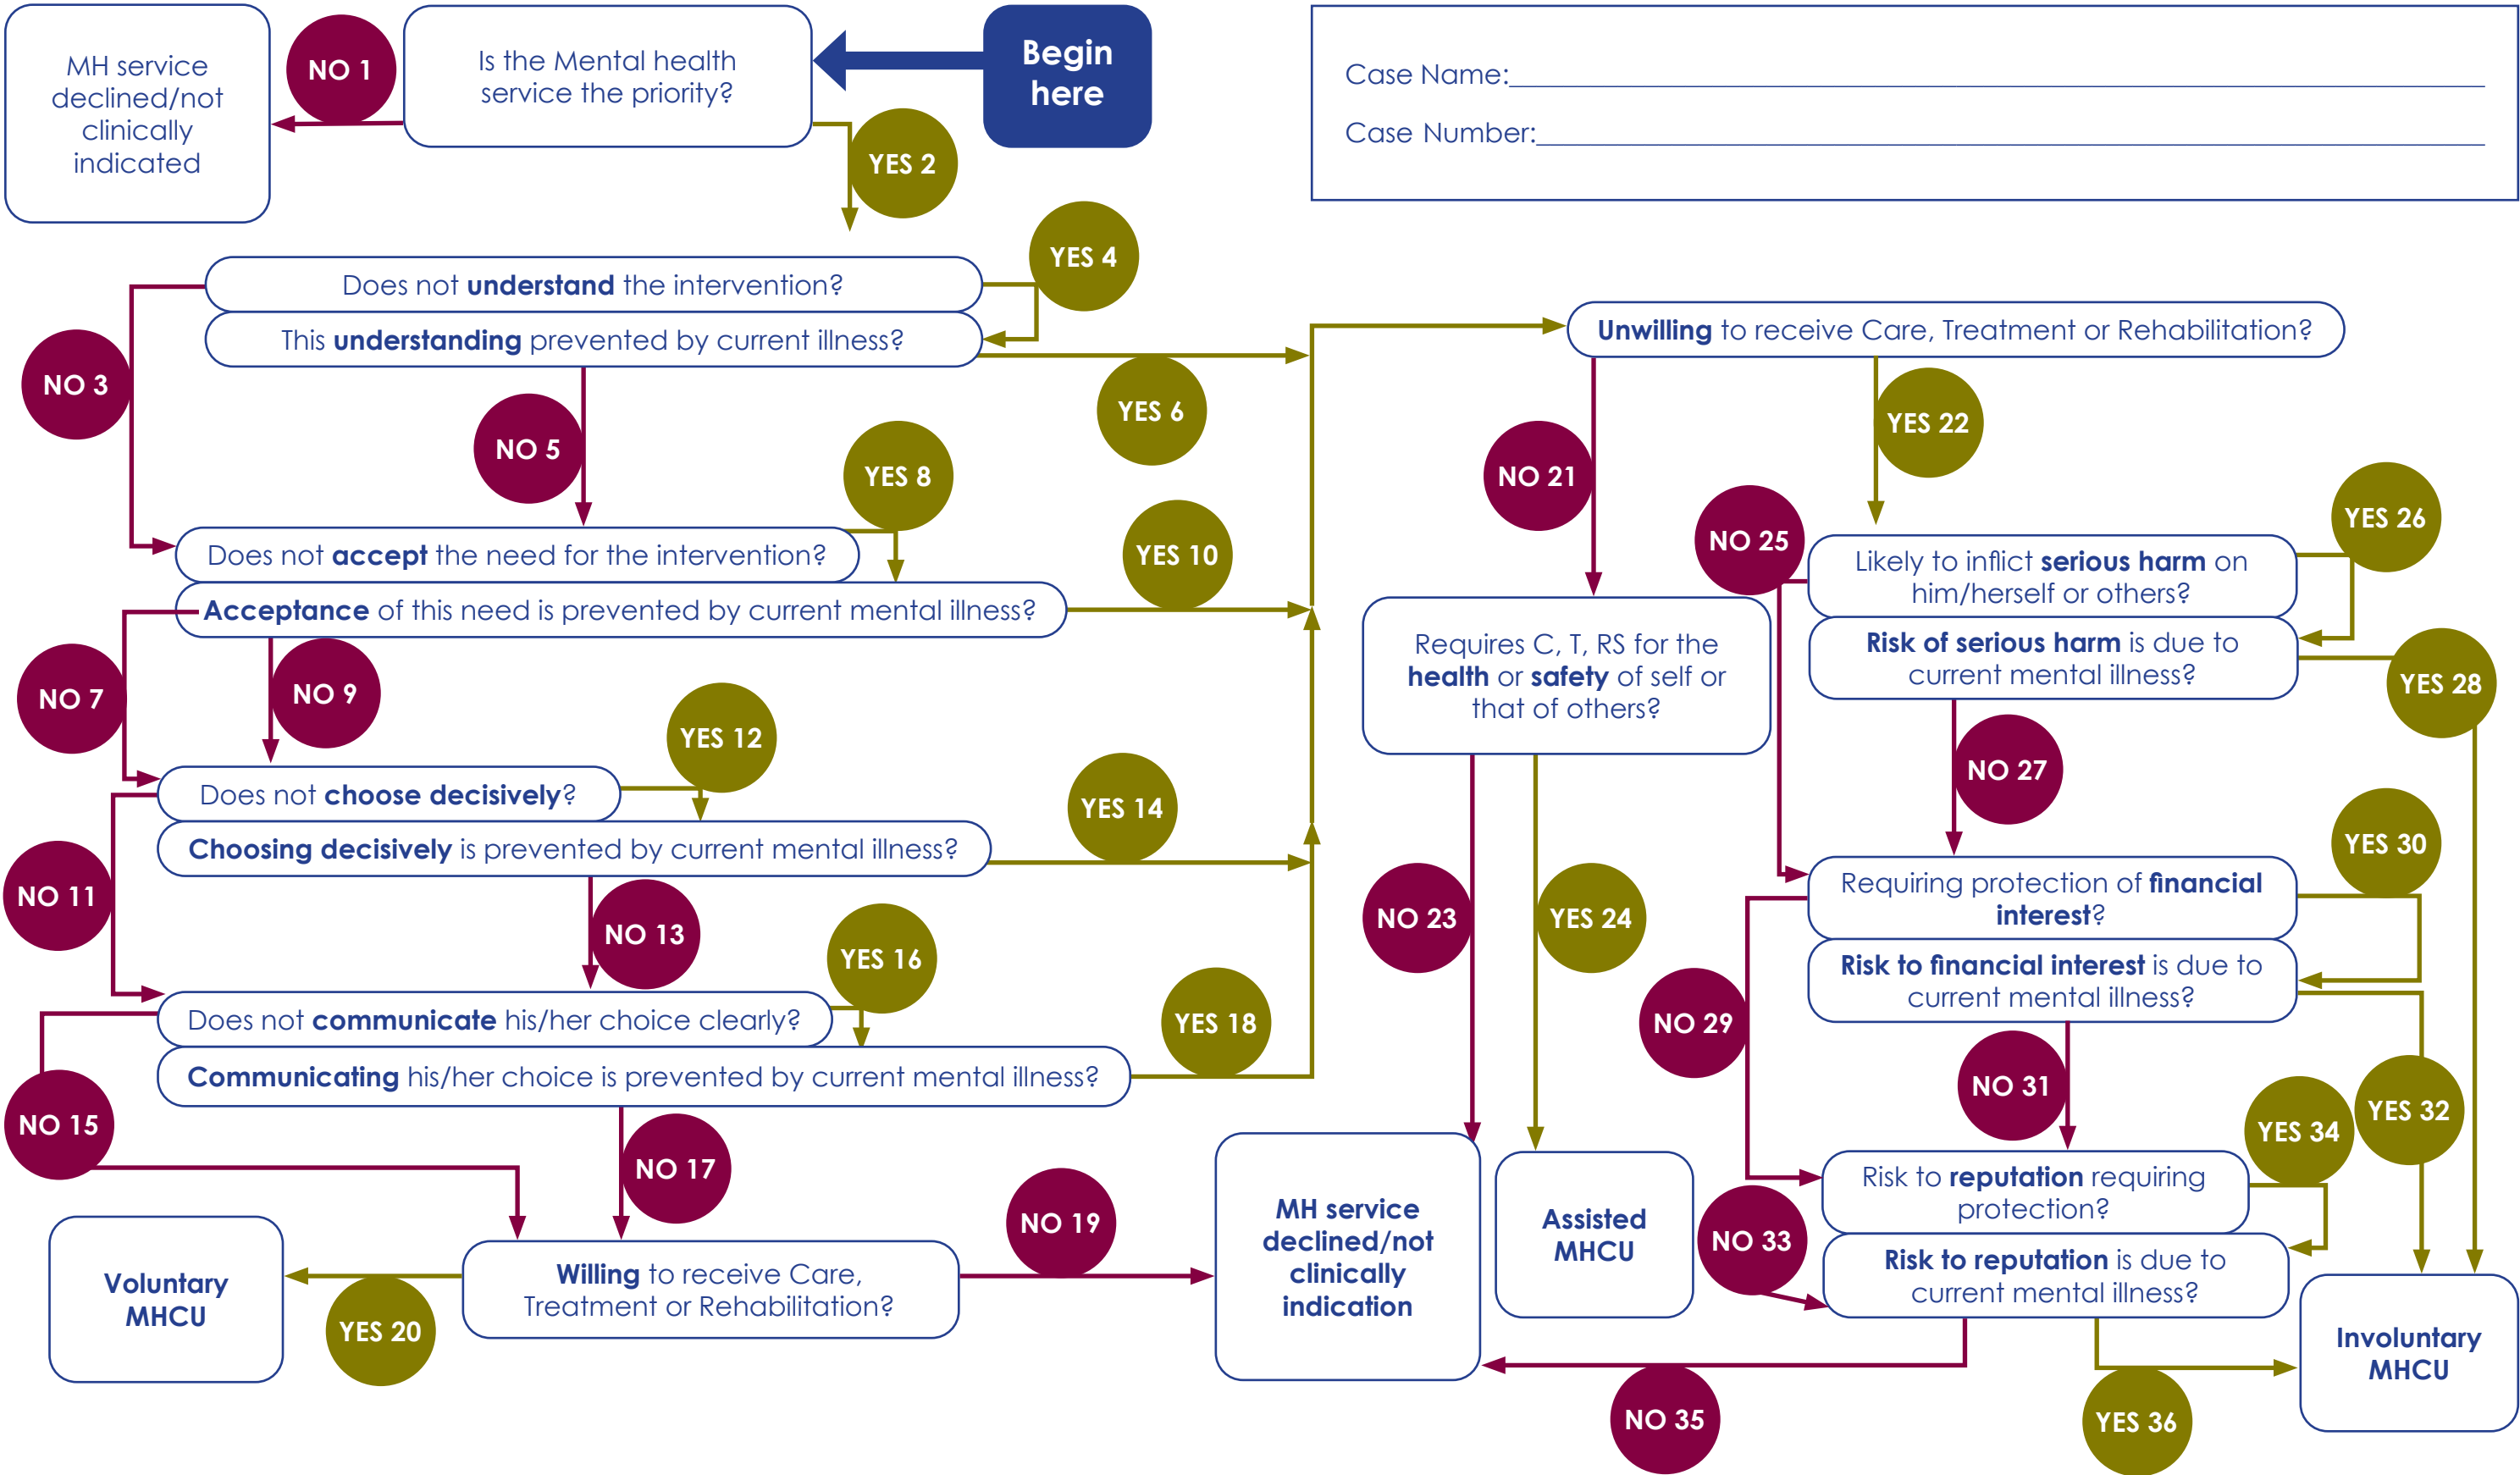 MH service
declined/not
clinically
indicated
NO 1
Is the Mental health
service the priority?
Begin
here
Case Name:
Case Number:
YES 2
YES 4
Does not understand the intervention?
This understanding prevented by current illness?
NO 3
NO 5
YES 6
YES 8
Does not accept the need for the intervention?
YES 10
Acceptance of this need is prevented by current mental illness?
NO 7
NO 9
YES 12
Does not choose decisively?
YES 14
Choosing decisively is prevented by current mental illness?
NO 11
NO 13
YES 16
Does not communicate his/her choice clearly?
YES 18
Communicating his/her choice is prevented by current mental illness?
NO 15
NO 17
NO 19
Voluntary
MHCU
YES 20
Willing to receive Care,
Treatment or Rehabilitation?
Unwilling to receive Care, Treatment or Rehabilitation?
NO 21
YES 22
Requires C, T, RS for the
health or safety of self or
that of others?
NO 23
YES 24
MH service
declined/not
clinically
indication
Assisted
MHCU
NO 25
YES 26
Likely to inflict serious harm on
him/herself or others?
Risk of serious harm is due to
current mental illness?
YES 28
NO 27
YES 30
Requiring protection of financial
interest?
Risk to financial interest is due to
current mental illness?
NO 29
NO 31
YES 32
YES 34
Risk to reputation requiring
protection?
NO 33
Risk to reputation is due to
current mental illness?
NO 35
YES 36
Involuntary
MHCU